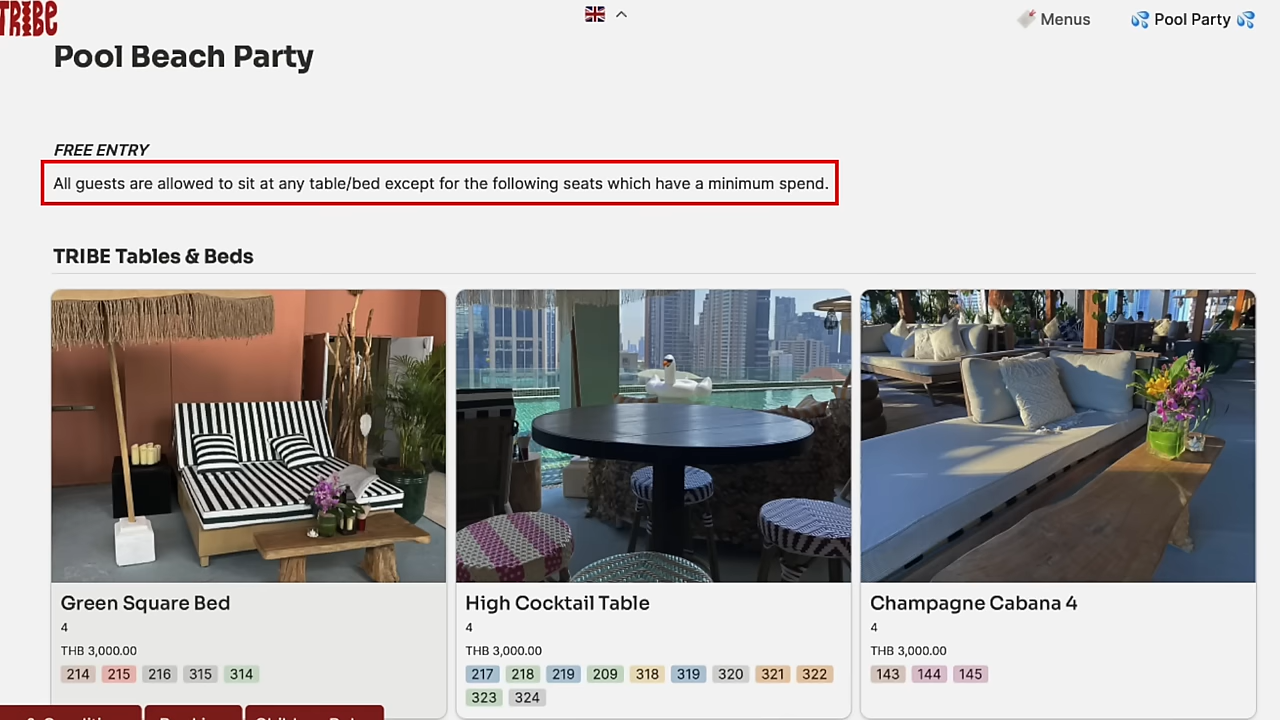 TRIBE
Menus
Pool Party
Pool Beach Party
FREE ENTRY
All guests are allowed to sit at any table/bed except for the following seats which have a minimum spend.
TRIBE Tables & Beds
Green Square Bed
4
THB 3,000.00
214 215 216 315 314
High Cocktail Table
4
THB 3,000.00
217 218 219 209 318 319 320 321 322
323 324
Champagne Cabana 4
4
THB 3,000.00
143 144 145